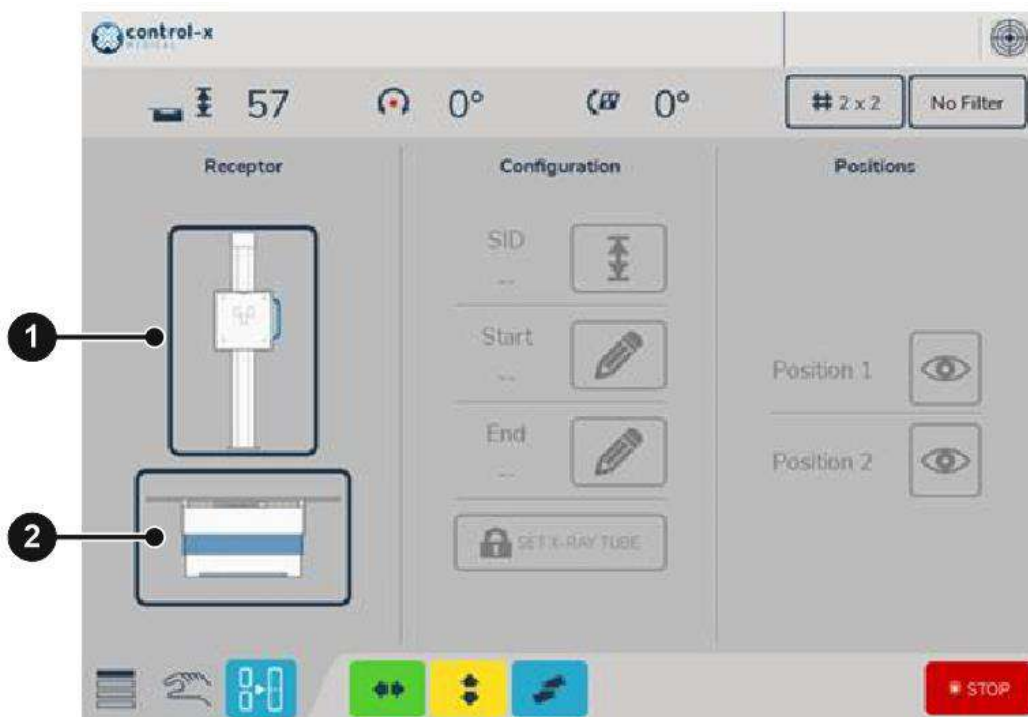 control-x
MEDICAL
57
0°
0°
2 x 2
No Filter
Receptor
Configuration
Positions
SID
--
Start
--
End
--
SET X-RAY TUBE
Position 1
Position 2
1
2
STOP